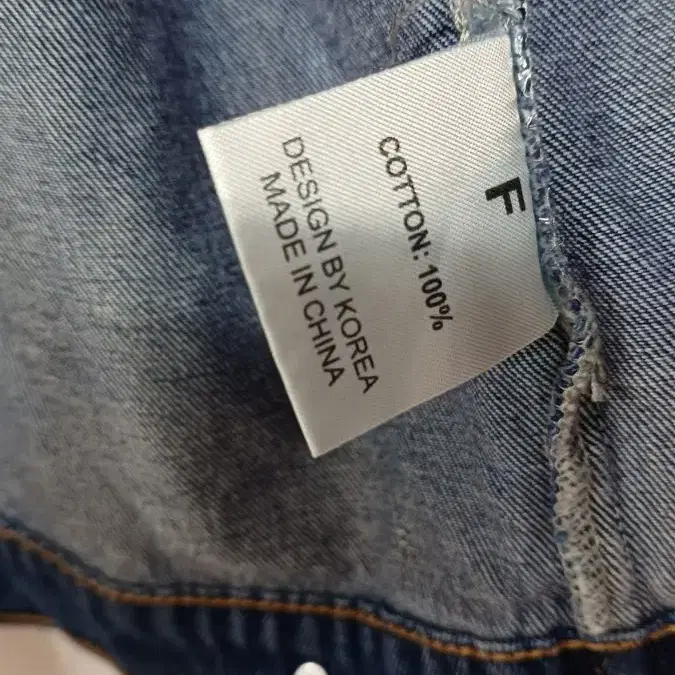 F
COTTON: 100%
DESIGN BY KOREA
MADE IN CHINA